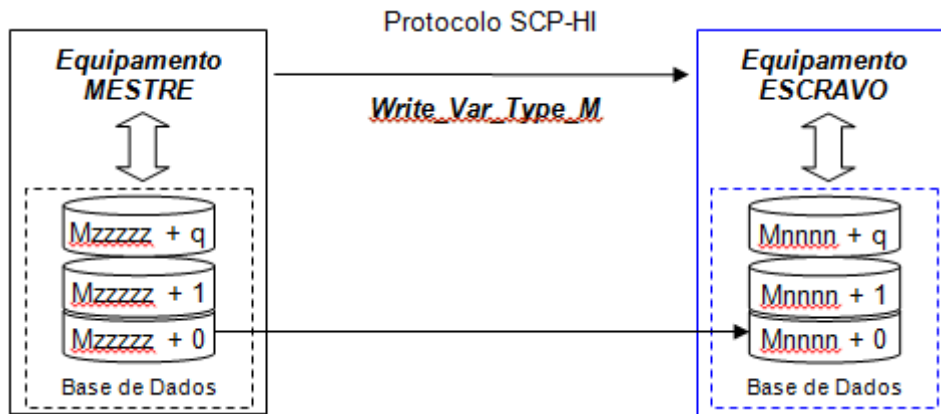 Protocolo SCP-HI
Equipamento
MESTRE
Write_Var_Type_M
Equipamento
ESCRAVO
Mzzzzz + q
Mzzzzz + 1
Mzzzzz + 0
Base de Dados
Mnnnn + q
Mnnnn + 1
Mnnnn + 0
Base de Dados